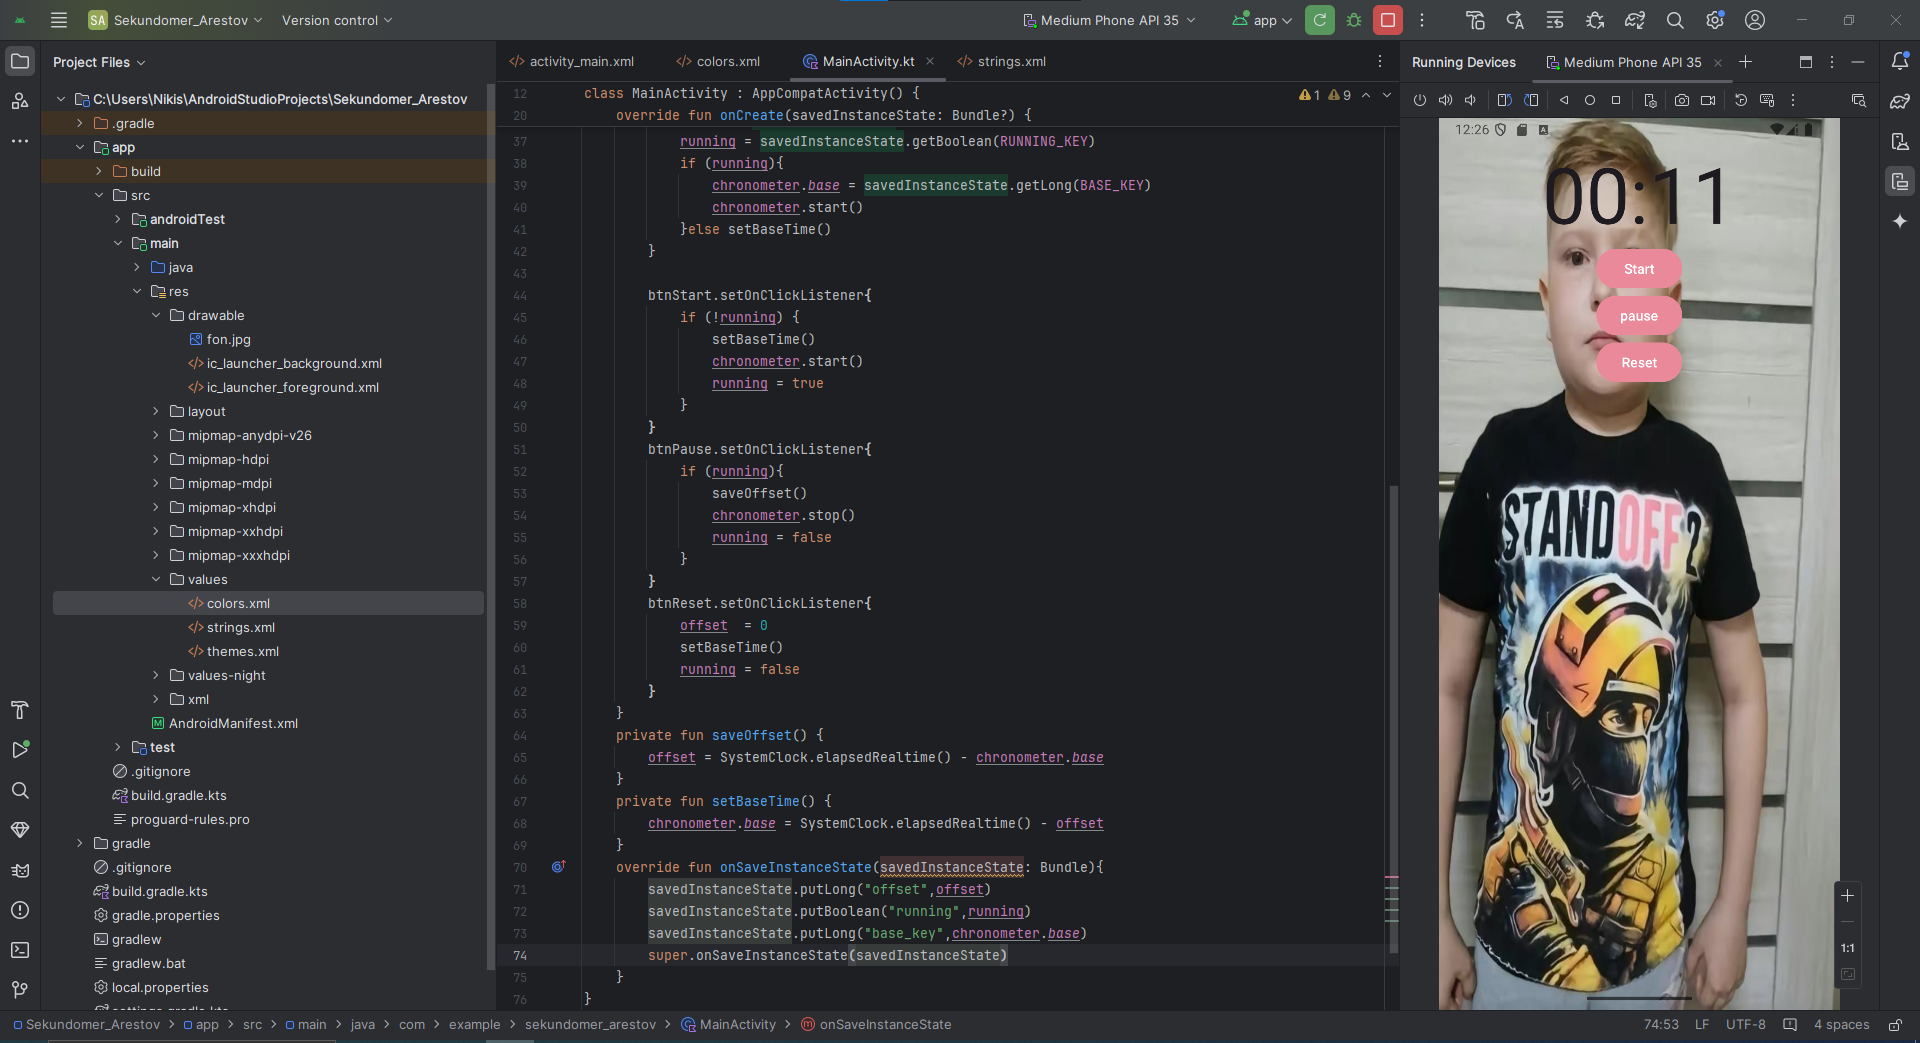 SA Sekundomer_Arestov Version control Medium Phone API 35 app
Project Files
activity_main.xml colors.xml MainActivity.kt strings.xml
Running Devices Medium Phone API 35
C:\Users\Nikis\AndroidStudioProjects\Sekundomer_Arestov
.gradle
app
build
src
androidTest
main
java
res
drawable
fon.jpg
ic_launcher_background.xml
ic_launcher_foreground.xml
layout
mipmap-anydpi-v26
mipmap-hdpi
mipmap-mdpi
mipmap-xhdpi
mipmap-xxhdpi
mipmap-xxxhdpi
values
colors.xml
strings.xml
themes.xml
values-night
xml
AndroidManifest.xml
test
.gitignore
build.gradle.kts
proguard-rules.pro
gradle
.gitignore
build.gradle.kts
gradle.properties
gradlew
gradlew.bat
local.properties
12 class MainActivity : AppCompatActivity() {
1 9
20 override fun onCreate(savedInstanceState: Bundle?) {
37 running = savedInstanceState.getBoolean(RUNNING_KEY)
38 if (running){
39 chronometer.base = savedInstanceState.getLong(BASE_KEY)
40 chronometer.start()
41 }else setBaseTime()
42 }
43
44 btnStart.setOnClickListener{
45 if (!running) {
46 setBaseTime()
47 chronometer.start()
48 running = true
49 }
50 }
51 btnPause.setOnClickListener{
52 if (running){
53 saveOffset()
54 chronometer.stop()
55 running = false
56 }
57 }
58 btnReset.setOnClickListener{
59 offset = 0
60 setBaseTime()
61 running = false
62 }
63 }
64 private fun saveOffset() {
65 offset = SystemClock.elapsedRealtime() - chronometer.base
66 }
67 private fun setBaseTime() {
68 chronometer.base = SystemClock.elapsedRealtime() - offset
69 }
70 override fun onSaveInstanceState(savedInstanceState: Bundle){
71 savedInstanceState.putLong("offset",offset)
72 savedInstanceState.putBoolean("running",running)
73 savedInstanceState.putLong("base_key",chronometer.base)
74 super.onSaveInstanceState(savedInstanceState)
75 }
76 }
12:26
00:11
Start
pause
Reset
STANDOFF 2
1:1
Sekundomer_Arestov app src main java com example sekundomer_arestov MainActivity onSaveInstanceState
74:53 LF UTF-8 4 spaces